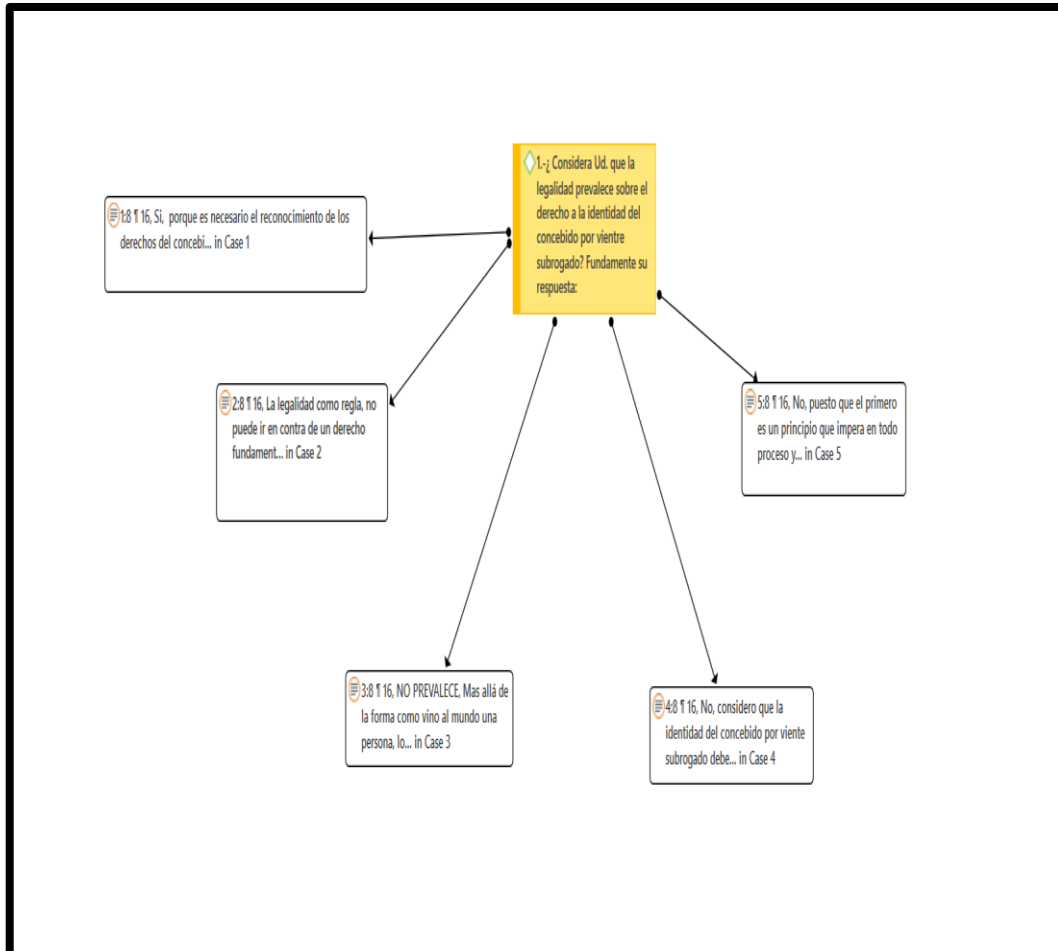 1.-¿ Considera Ud. que la
legalidad prevalece sobre el
derecho a la identidad del
concebido por vientre
subrogado? Fundamente su
respuesta:
1:8 ¶ 16, Si, porque es necesario el reconocimiento de los
derechos del concebi... in Case 1
2:8 ¶ 16, La legalidad como regla, no
puede ir en contra de un derecho
fundament... in Case 2
5:8 ¶ 16, No, puesto que el primero
es un principio que impera en todo
proceso y... in Case 5
3:8 ¶ 16, NO PREVALECE, Mas allá de
la forma como vino al mundo una
persona, lo... in Case 3
4:8 ¶ 16, No, considero que la
identidad del concebido por viente
subrogado debe... in Case 4